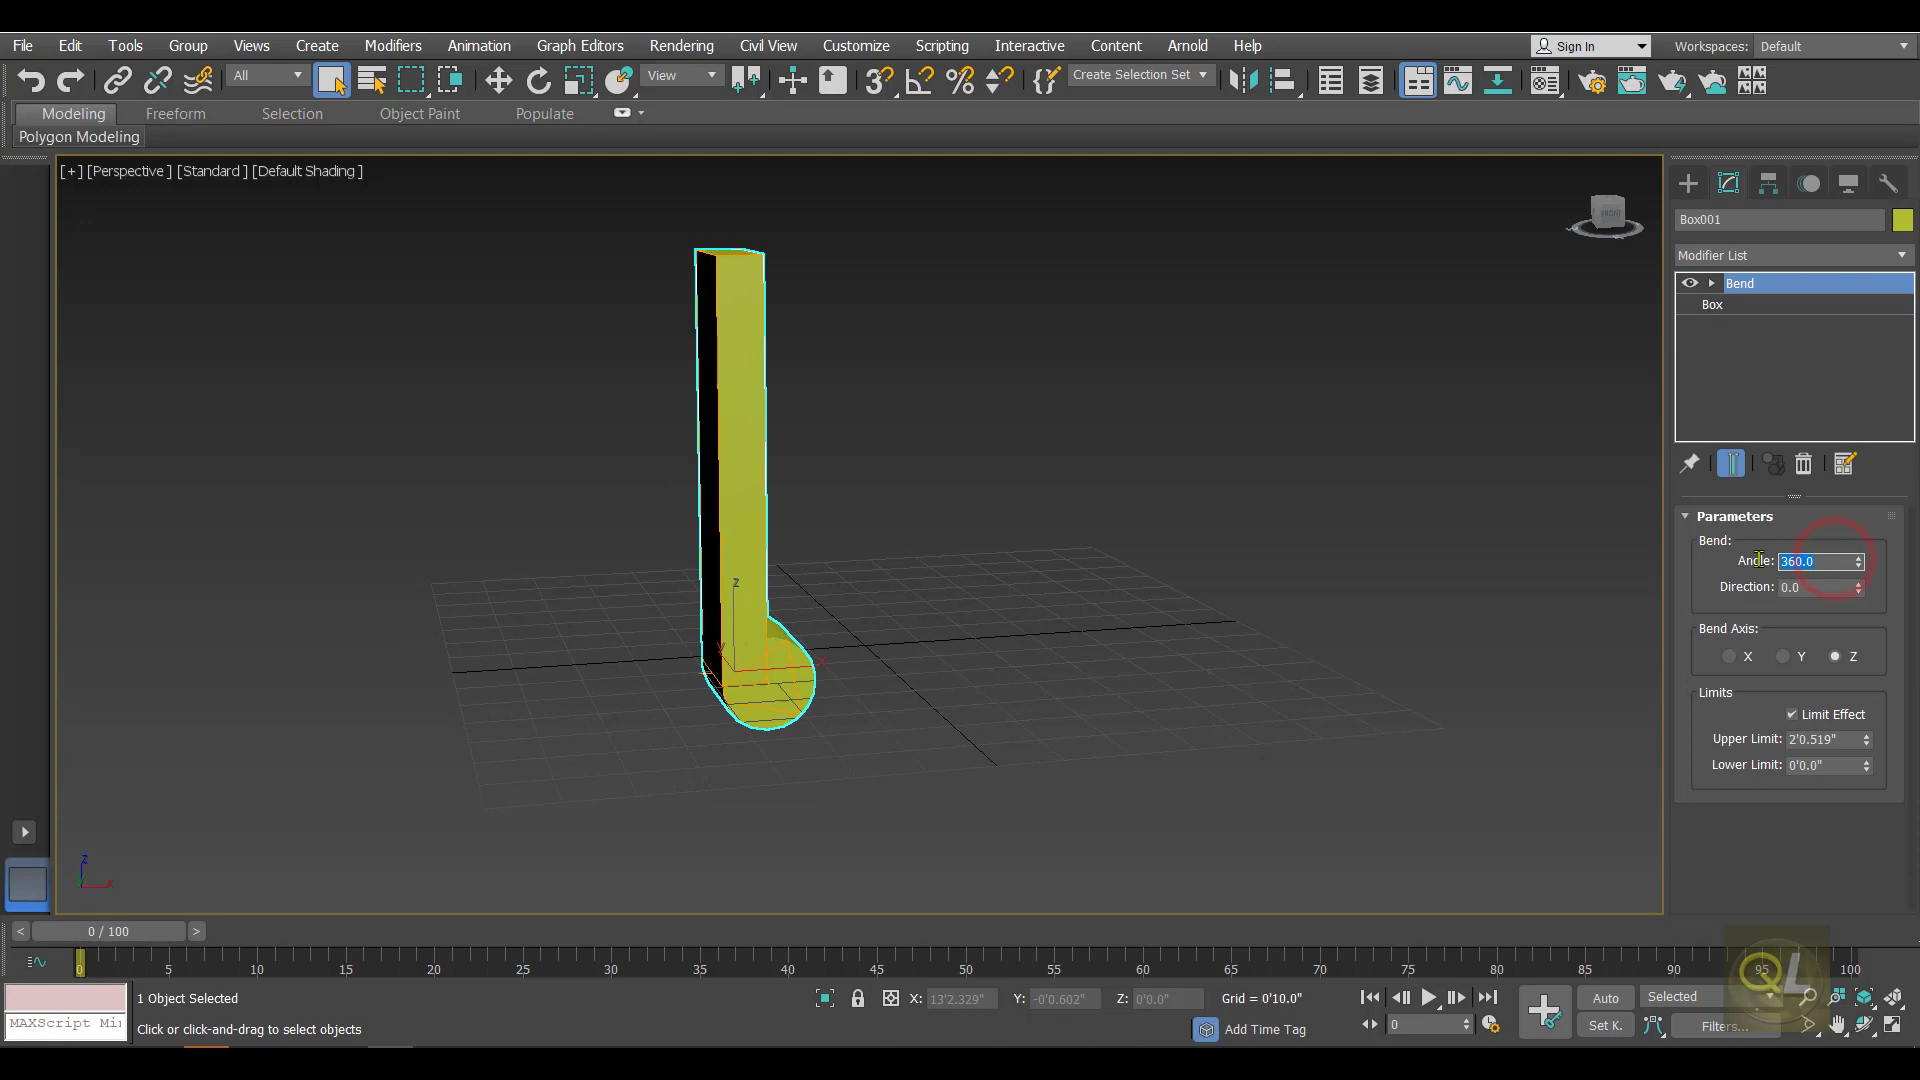 File Edit Tools Group Views Create Modifiers Animation Graph Editors Rendering Civil View Customize Scripting Interactive Content Arnold Help Sign In Workspaces: Default
All View Create Selection Set
Modeling Freeform Selection Object Paint Populate
Polygon Modeling
[+] [Perspective ] [Standard ] [Default Shading ]
Box001
Modifier List
Bend
Box
Parameters
Bend:
Angle: 360.0
Direction: 0.0
Bend Axis:
X Y Z
Limits
Limit Effect
Upper Limit: 2'0.519"
Lower Limit: 0'0.0"
z
y
x
z
x
< 0 / 100 >
0 5 10 15 20 25 30 35 40 45 50 55 60 65 70 75 80 85 90 95 100
QL
1 Object Selected X: 13'2.329" Y: -0'0.602" Z: 0'0.0" Grid = 0'10.0" Auto Selected
MAXScript Mi Click or click-and-drag to select objects Add Time Tag 0 Set K. Filters...